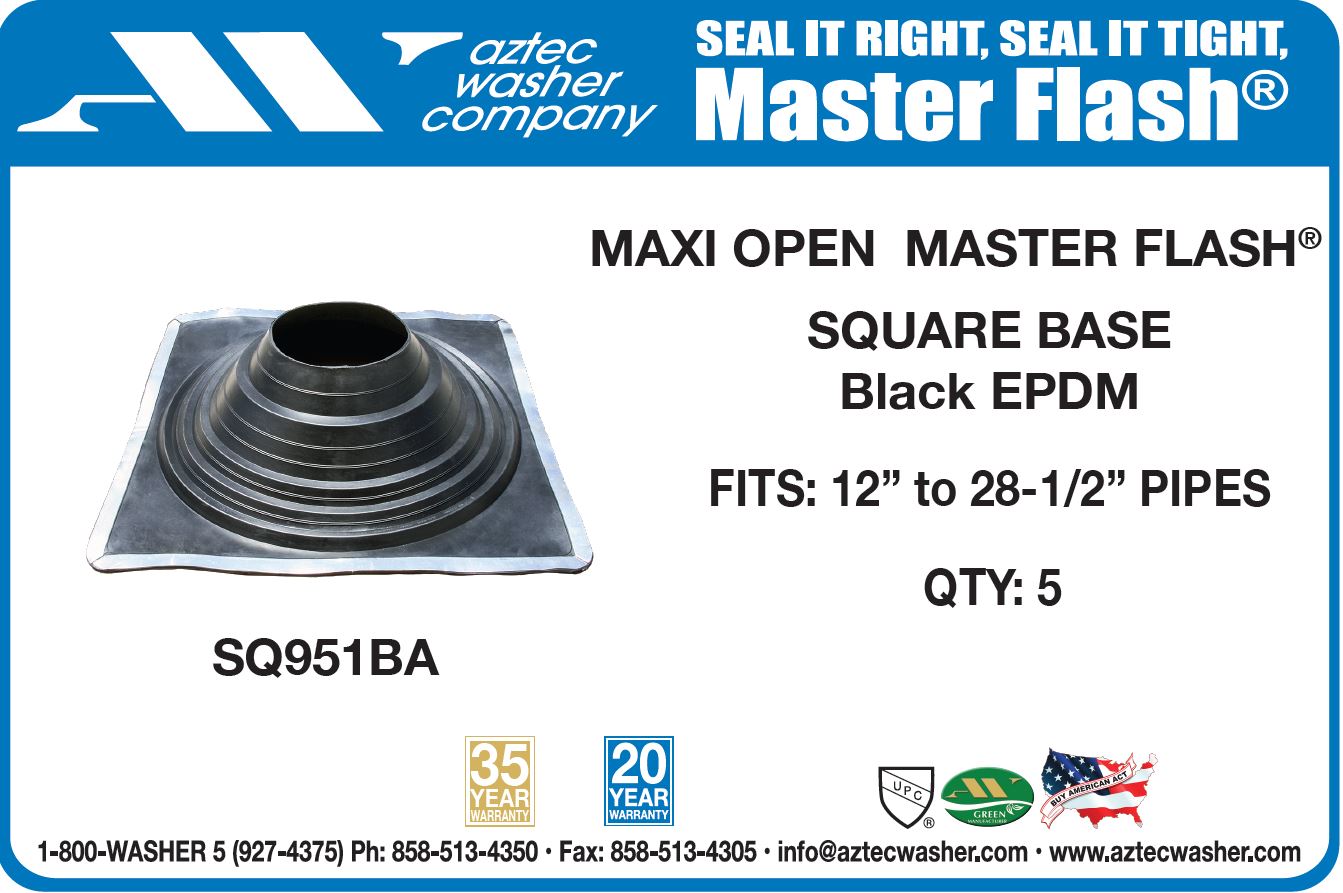 aztec
washer
company
SEAL IT RIGHT, SEAL IT TIGHT,
Master Flash®
MAXI OPEN MASTER FLASH®
SQUARE BASE
Black EPDM
FITS: 12” to 28-1/2” PIPES
QTY: 5
SQ951BA
35
YEAR
WARRANTY
20
YEAR
WARRANTY
UPC
®
GREEN
MANUFACTURER
BUY AMERICAN ACT
1-800-WASHER 5 (927-4375) Ph: 858-513-4350 • Fax: 858-513-4305 • info@aztecwasher.com • www.aztecwasher.com